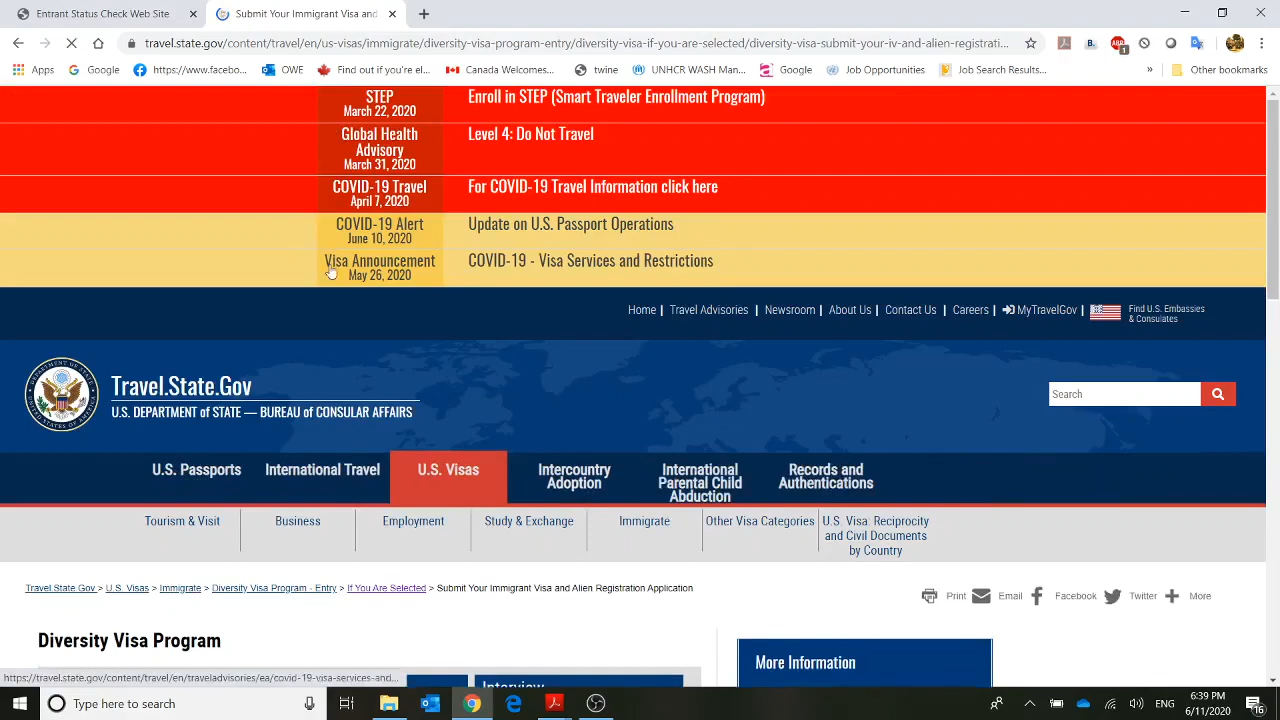 Entrant Status Check Web Site
Submit Your Immigrant Visa and
travel.state.gov/content/travel/en/us-visas/immigrate/diversity-visa-program-entry/diversity-visa-if-you-are-selected/diversity-visa-submit-your-iv-and-alien-registrati...
Apps Google https://www.facebo... OWE Find out if you're el... Canada Welcomes... twine UNHCR WASH Man... Google Job Opportunities Job Search Results... » Other bookmarks
STEP
March 22, 2020
Enroll in STEP (Smart Traveler Enrollment Program)
Global Health
Advisory
March 31, 2020
Level 4: Do Not Travel
COVID-19 Travel
April 7, 2020
For COVID-19 Travel Information click here
COVID-19 Alert
June 10, 2020
Update on U.S. Passport Operations
Visa Announcement
May 26, 2020
COVID-19 - Visa Services and Restrictions
Home | Travel Advisories | Newsroom | About Us | Contact Us | Careers | MyTravelGov | Find U.S. Embassies
& Consulates
Travel.State.Gov
U.S. DEPARTMENT of STATE — BUREAU of CONSULAR AFFAIRS
Search
U.S. Passports
International Travel
U.S. Visas
Intercountry
Adoption
International
Parental Child
Abduction
Records and
Authentications
Tourism & Visit
Business
Employment
Study & Exchange
Immigrate
Other Visa Categories
U.S. Visa: Reciprocity
and Civil Documents
by Country
Travel.State.Gov > U.S. Visas > Immigrate > Diversity Visa Program - Entry > If You Are Selected > Submit Your Immigrant Visa and Alien Registration Application
Print Email Facebook Twitter More
Diversity Visa Program
More Information
Interview
https://travel.state.gov/content/travel/en/traveladvisories/ea/covid-19-visa-services-and-...
Type here to search
ENG
6:39 PM
6/11/2020
16